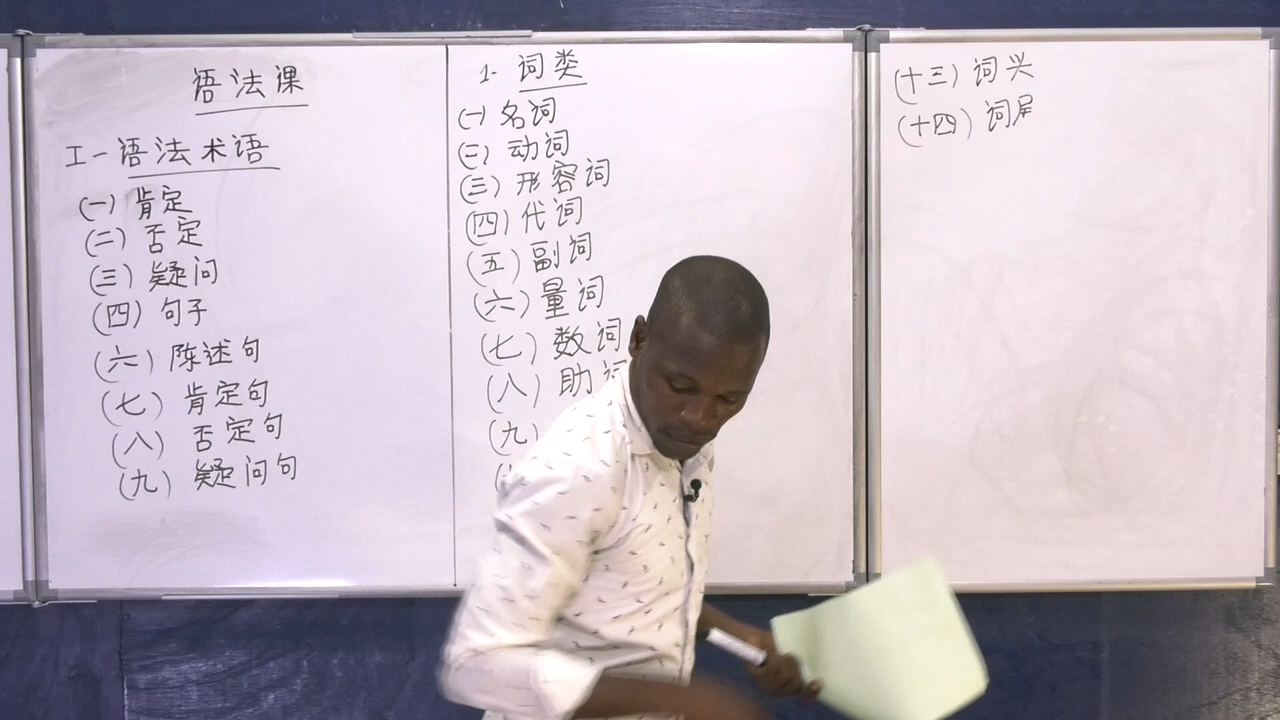 语法课
I-语法术语
(一) 肯定
(二) 否定
(三) 疑问
(四) 句子
(六) 陈述句
(七) 肯定句
(八) 否定句
(九) 疑问句
1- 词类
(一) 名词
(二) 动词
(三) 形容词
(四) 代词
(五) 副词
(六) 量词
(七) 数词
(八) 助词
(九)
(十三) 词兴
(十四) 词尾